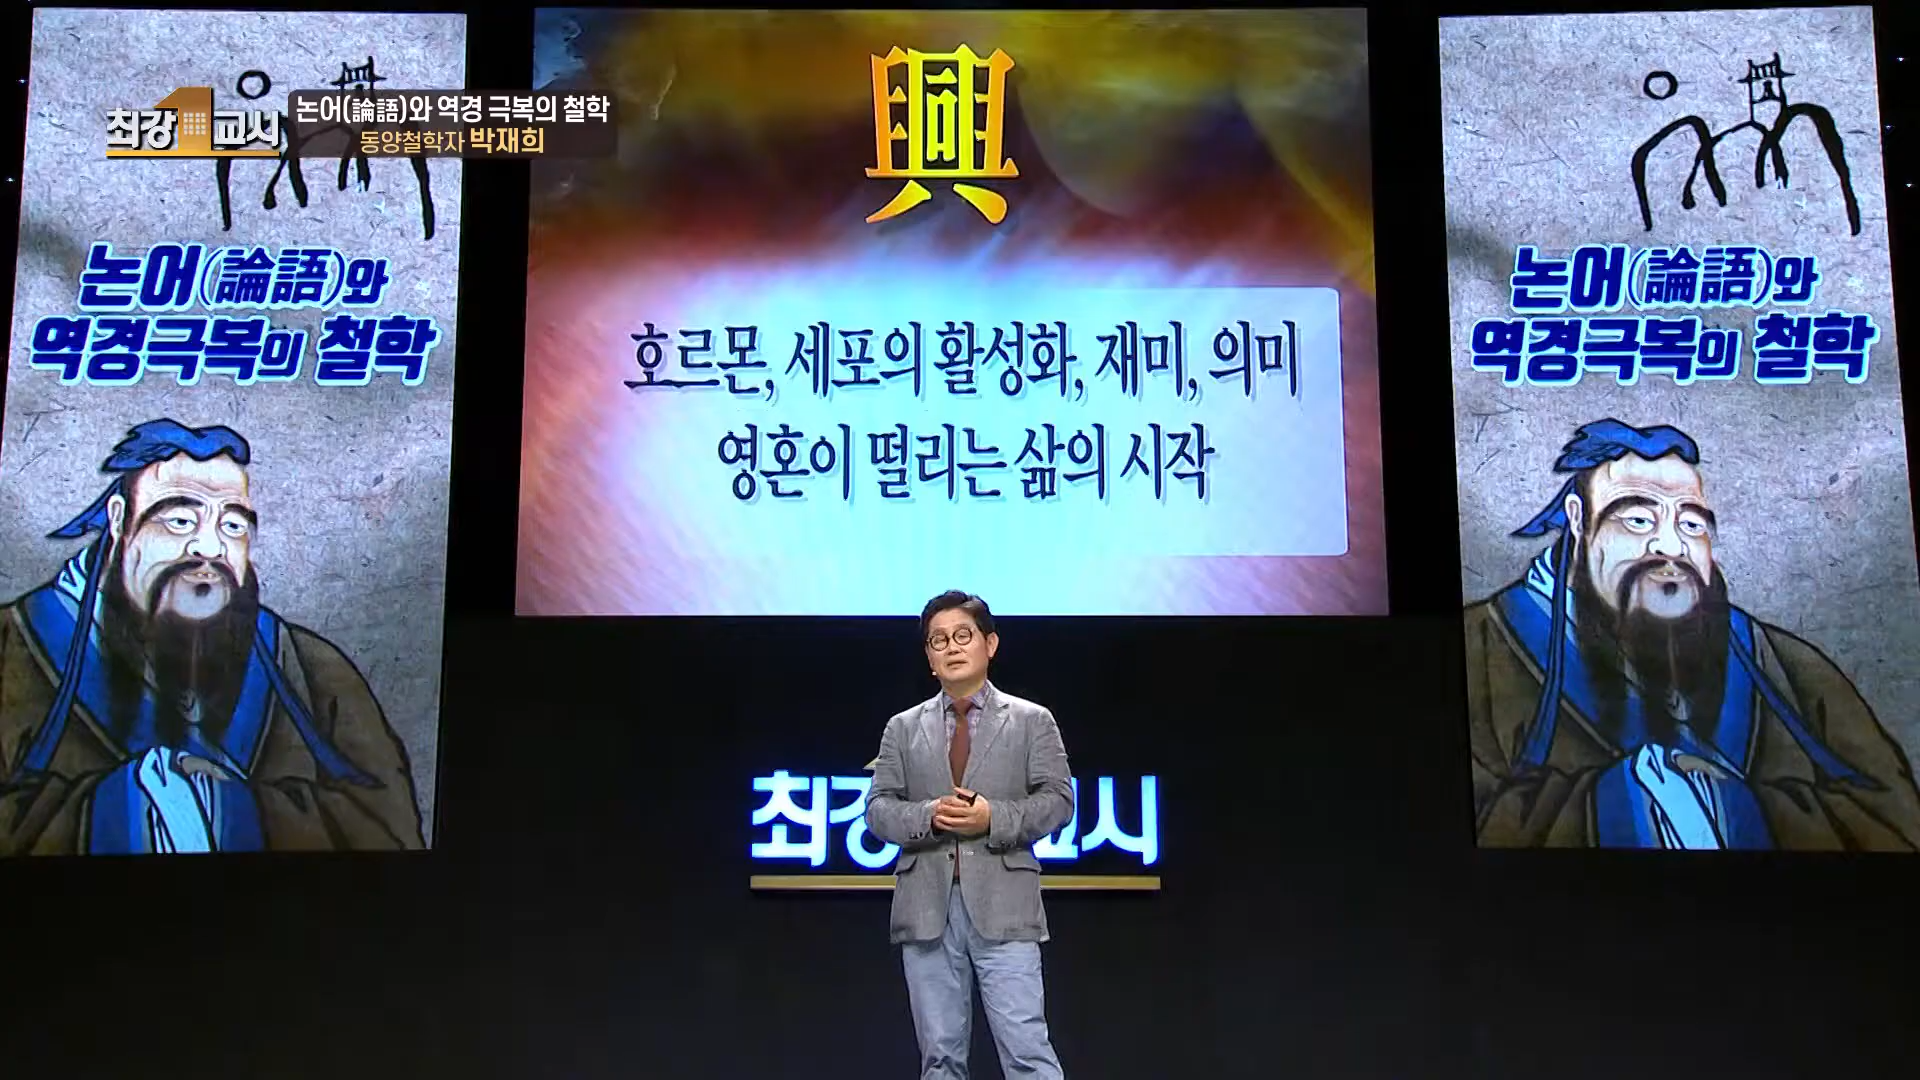 최강1교시
논어(論語)와 역경 극복의 철학
동양철학자 박재희
논어(論語)와
역경극복의 철학
興
호르몬, 세포의 활성화, 재미, 의미
영혼이 떨리는 삶의 시작
논어(論語)와
역경극복의 철학
최강 교시